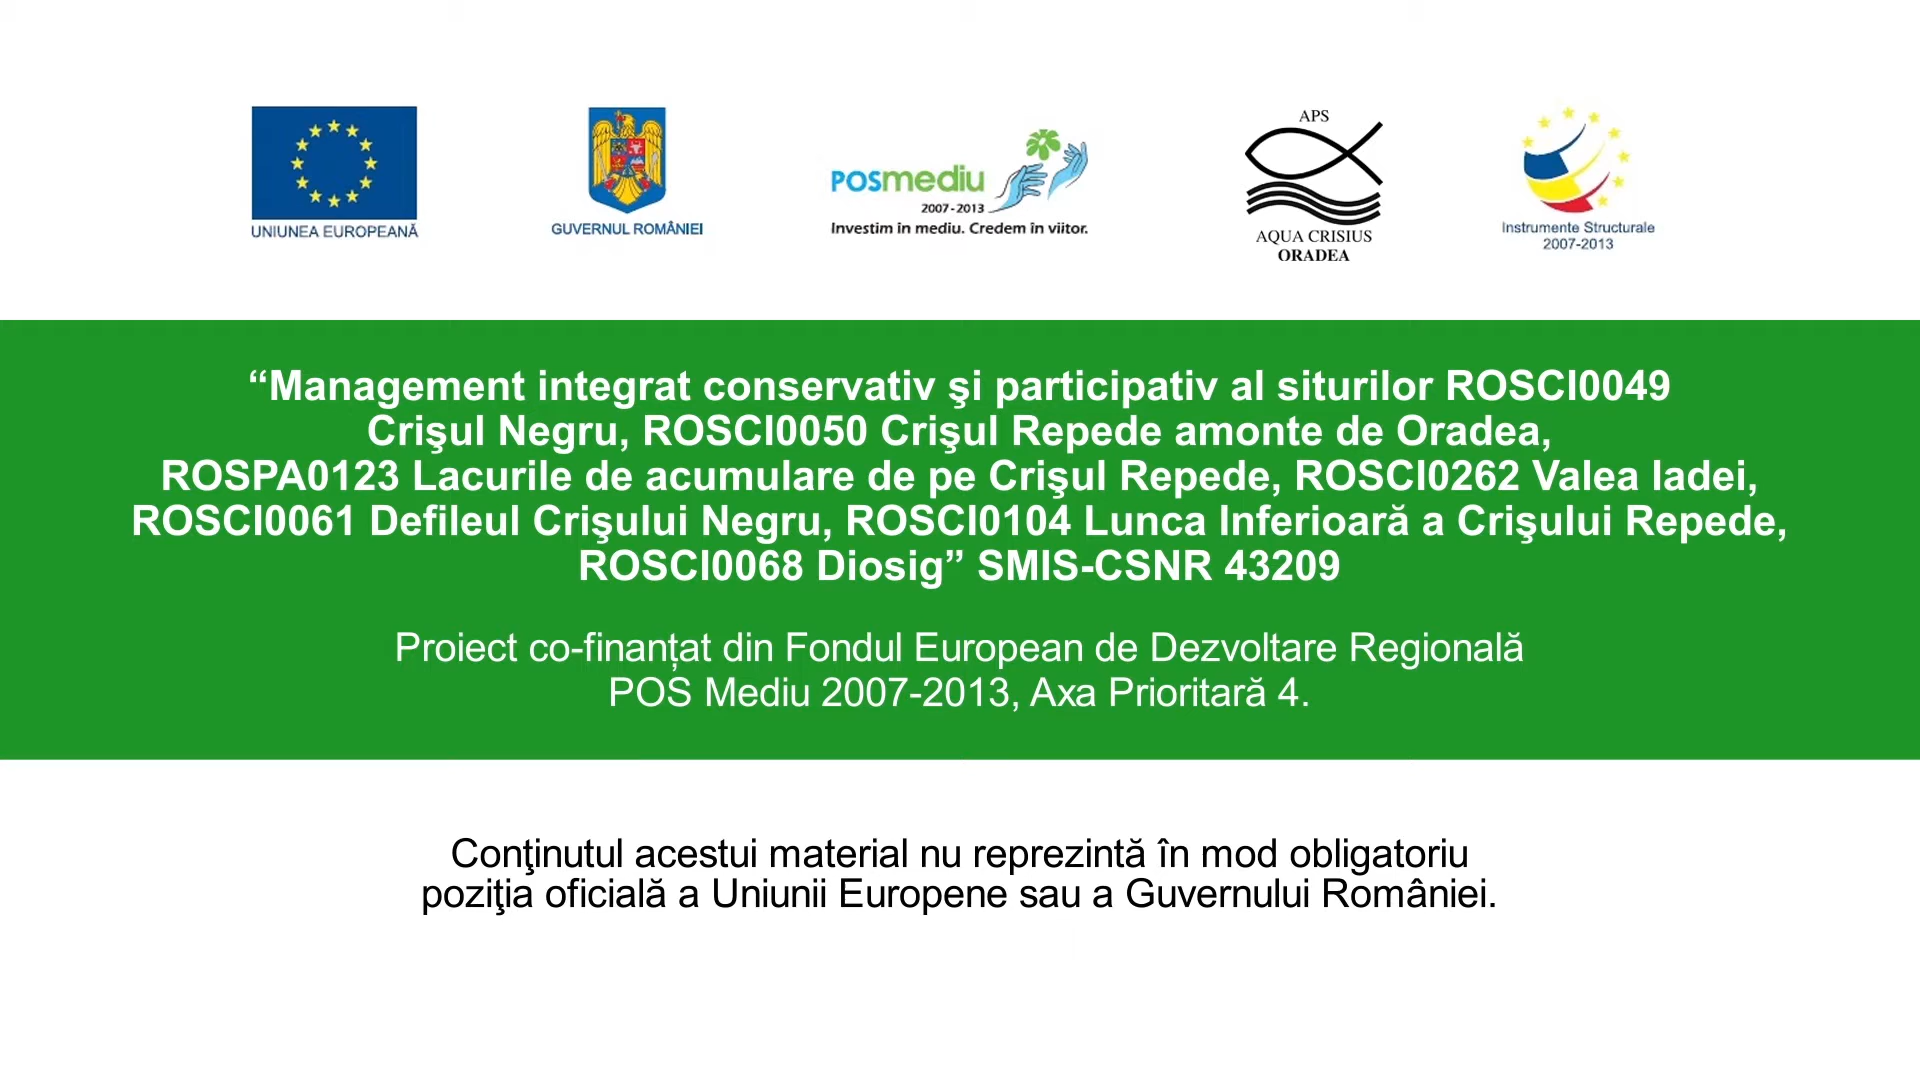 UNIUNEA EUROPEANĂ
GUVERNUL ROMÂNIEI
POSmediu
2007-2013
Investim în mediu. Credem în viitor.
APS
AQUA CRISIUS
ORADEA
Instrumente Structurale
2007-2013
“Management integrat conservativ şi participativ al siturilor ROSCI0049
Crişul Negru, ROSCI0050 Crişul Repede amonte de Oradea,
ROSPA0123 Lacurile de acumulare de pe Crişul Repede, ROSCI0262 Valea Iadei,
ROSCI0061 Defileul Crişului Negru, ROSCI0104 Lunca Inferioară a Crişului Repede,
ROSCI0068 Diosig” SMIS-CSNR 43209
Proiect co-finanțat din Fondul European de Dezvoltare Regională
POS Mediu 2007-2013, Axa Prioritară 4.
Conţinutul acestui material nu reprezintă în mod obligatoriu
poziţia oficială a Uniunii Europene sau a Guvernului României.